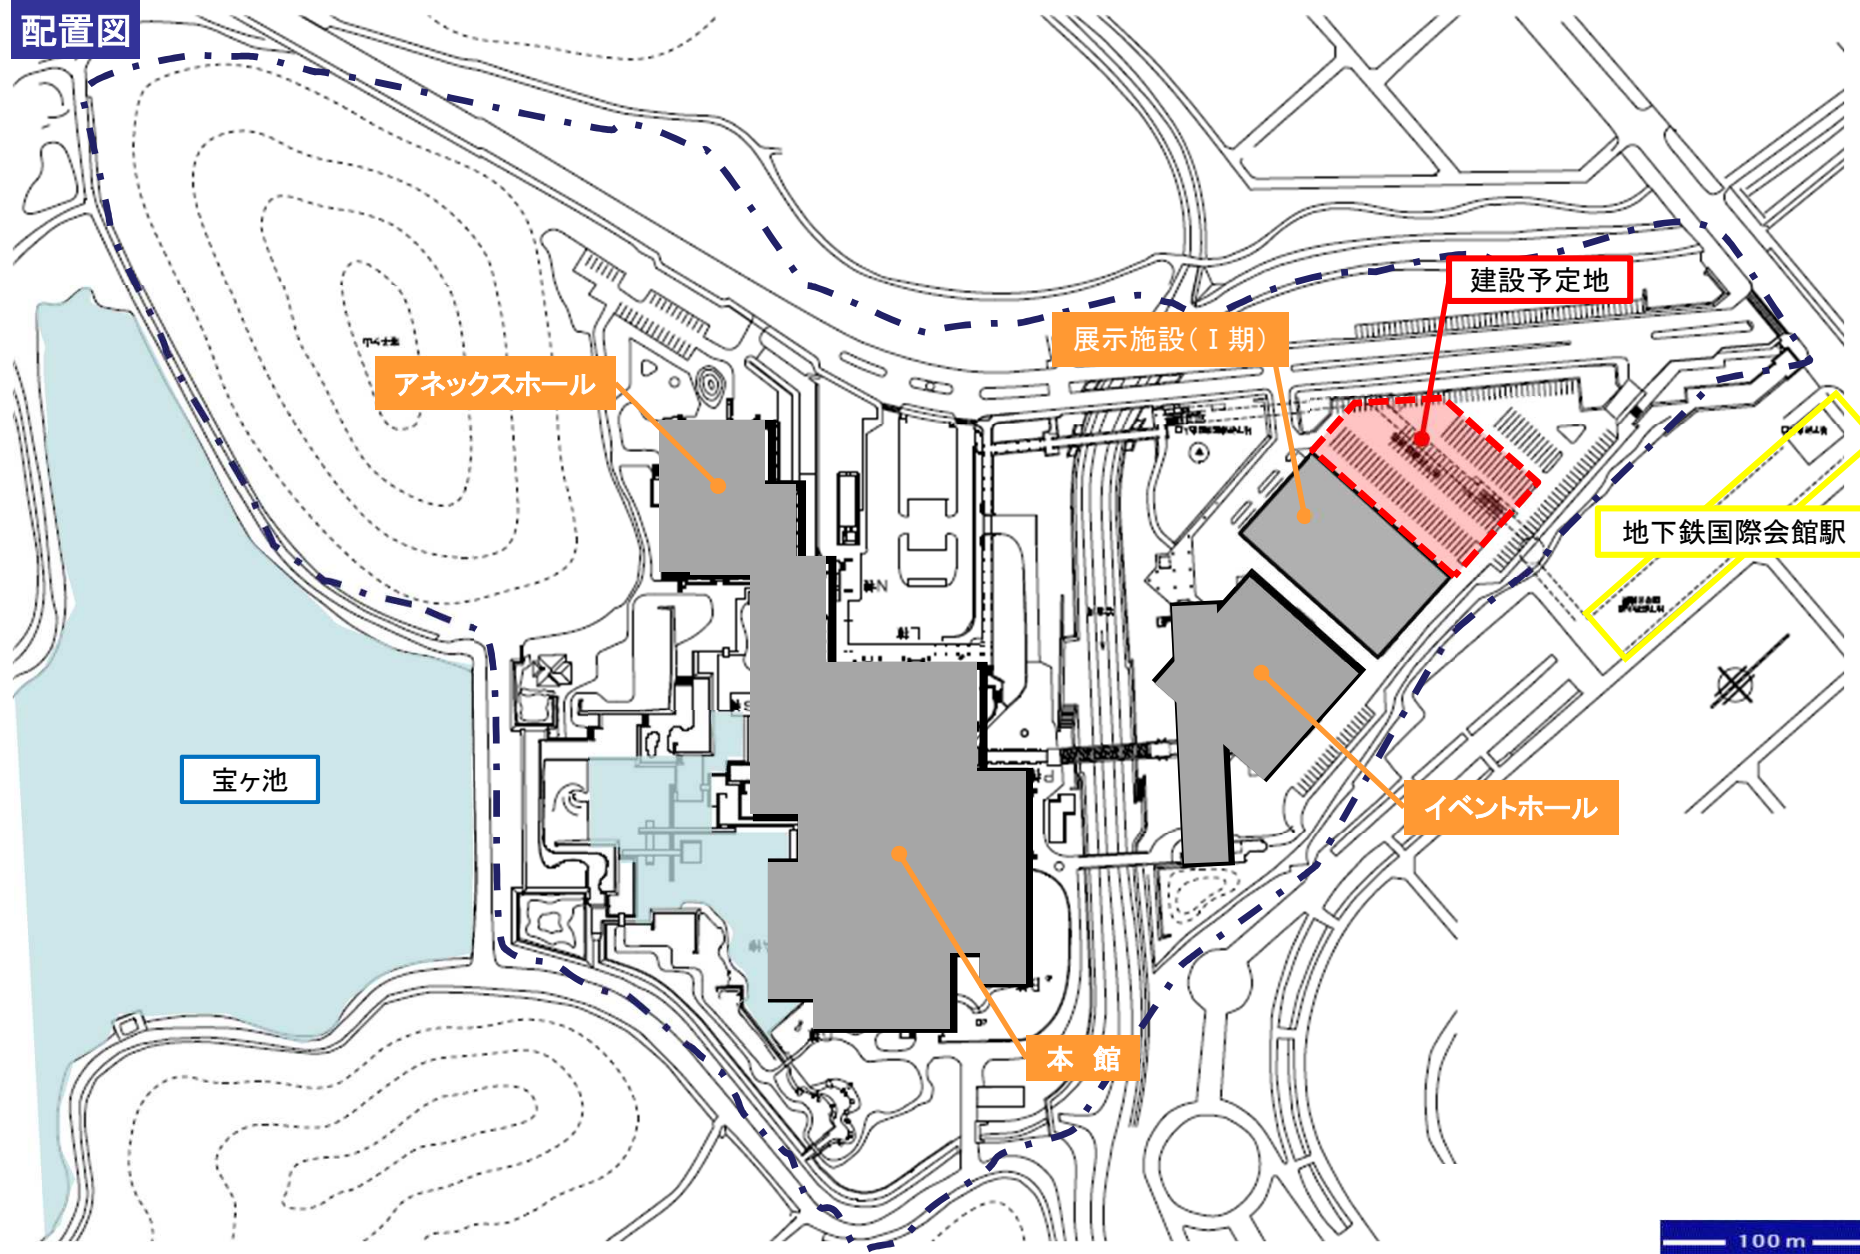 配置図
建設予定地
展示施設(Ⅰ期)
アネックスホール
地下鉄国際会館駅
N棟
宝ヶ池
イベントホール
本 館
100m